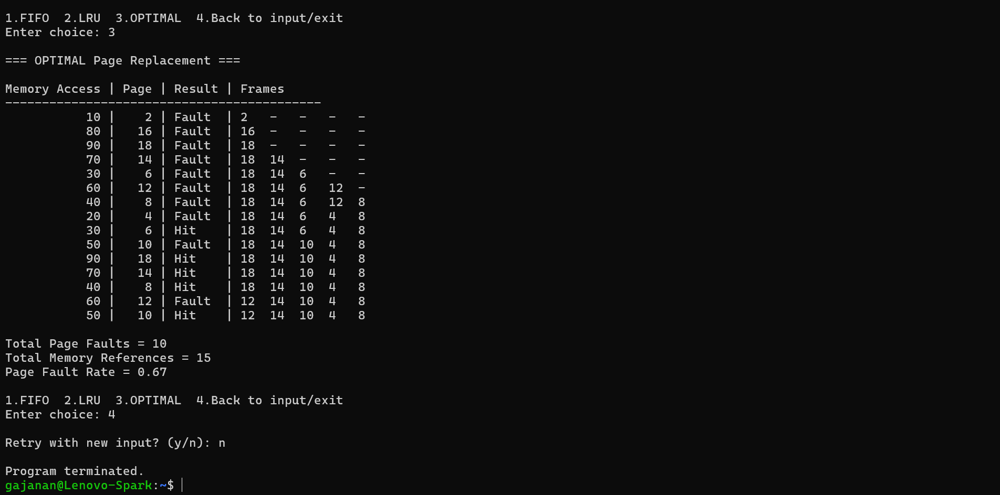 1.FIFO  2.LRU  3.OPTIMAL  4.Back to input/exit
Enter choice: 3
=== OPTIMAL Page Replacement ===
Memory Access | Page | Result | Frames
-------------------------------------------
           10 |    2 | Fault  | 2   -   -   -   -
           80 |   16 | Fault  | 16  -   -   -   -
           90 |   18 | Fault  | 18  -   -   -   -
           70 |   14 | Fault  | 18  14  -   -   -
           30 |    6 | Fault  | 18  14  6   -   -
           60 |   12 | Fault  | 18  14  6   12  -
           40 |    8 | Fault  | 18  14  6   12  8
           20 |    4 | Fault  | 18  14  6   4   8
           30 |    6 | Hit    | 18  14  6   4   8
           50 |   10 | Fault  | 18  14  10  4   8
           90 |   18 | Hit    | 18  14  10  4   8
           70 |   14 | Hit    | 18  14  10  4   8
           40 |    8 | Hit    | 18  14  10  4   8
           60 |   12 | Fault  | 12  14  10  4   8
           50 |   10 | Hit    | 12  14  10  4   8
Total Page Faults = 10
Total Memory References = 15
Page Fault Rate = 0.67
1.FIFO  2.LRU  3.OPTIMAL  4.Back to input/exit
Enter choice: 4
Retry with new input? (y/n): n
Program terminated.
gajanan@Lenovo-Spark:~$